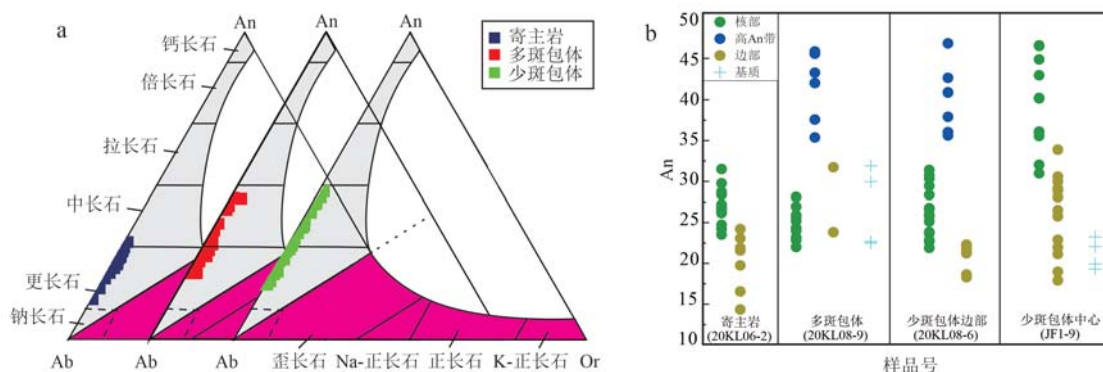 a
An
An
An
寄主岩
多斑包体
少斑包体
钙长石
倍长石
拉长石
中长石
更长石
钠长石
Ab
Ab
Ab
歪长石 Na-正长石 正长石 K-正长石 Or
b
50
45
40
35
30
25
20
15
10
An
核部
高An带
边部
基质
寄主岩
(20KL06-2)
多斑包体
(20KL08-9)
少斑包体边部
(20KL08-6)
少斑包体中心
(JF1-9)
样品号